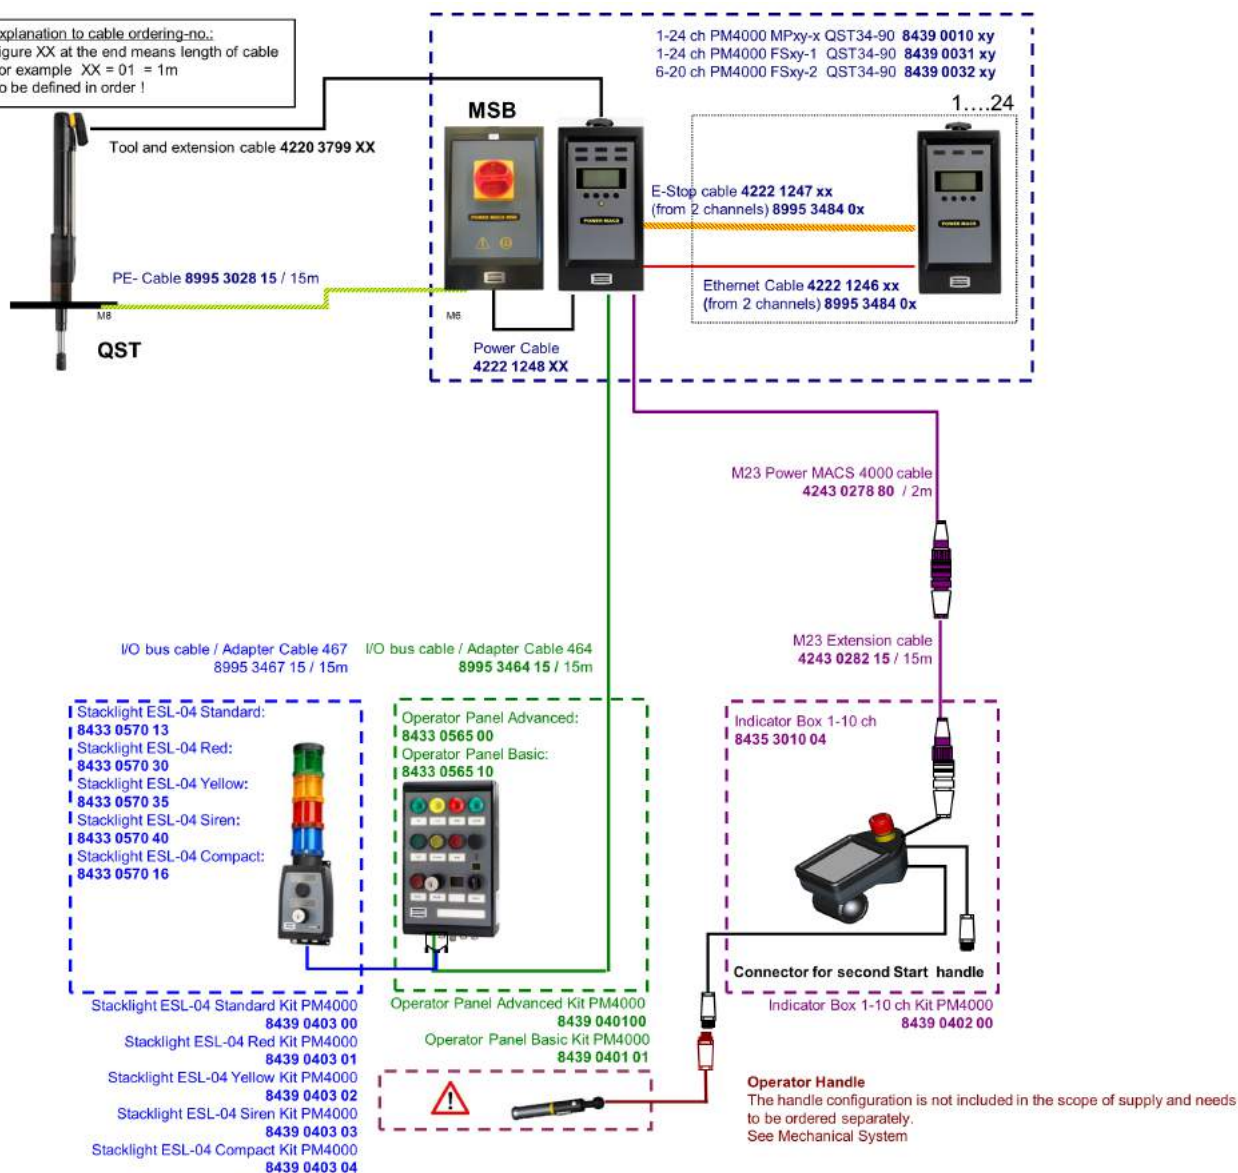 xplanation to cable ordering-no.:
igure XX at the end means length of cable
or example XX = 01 = 1m
o be defined in order !
1-24 ch PM4000 MPxy-x QST34-90 8439 0010 xy
1-24 ch PM4000 FSxy-1 QST34-90 8439 0031 xy
6-20 ch PM4000 FSxy-2 QST34-90 8439 0032 xy
MSB
1....24
Tool and extension cable 4220 3799 XX
E-Stop cable 4222 1247 xx
(from 2 channels) 8995 3484 0x
POWER MACS
POWER MACS
PE- Cable 8995 3028 15 / 15m
Ethernet Cable 4222 1246 xx
(from 2 channels) 8995 3484 0x
M8
M6
QST
Power Cable
4222 1248 XX
M23 Power MACS 4000 cable
4243 0278 80 / 2m
M23 Extension cable
4243 0282 15 / 15m
I/O bus cable / Adapter Cable 467
8995 3467 15 / 15m
I/O bus cable / Adapter Cable 464
8995 3464 15 / 15m
Stacklight ESL-04 Standard:
8433 0570 13
Stacklight ESL-04 Red:
8433 0570 30
Stacklight ESL-04 Yellow:
8433 0570 35
Stacklight ESL-04 Siren:
8433 0570 40
Stacklight ESL-04 Compact:
8433 0570 16
Operator Panel Advanced:
8433 0565 00
Operator Panel Basic:
8433 0565 10
Indicator Box 1-10 ch
8435 3010 04
Connector for second Start handle
Stacklight ESL-04 Standard Kit PM4000
8439 0403 00
Stacklight ESL-04 Red Kit PM4000
8439 0403 01
Stacklight ESL-04 Yellow Kit PM4000
8439 0403 02
Stacklight ESL-04 Siren Kit PM4000
8439 0403 03
Stacklight ESL-04 Compact Kit PM4000
8439 0403 04
Operator Panel Advanced Kit PM4000
8439 040100
Operator Panel Basic Kit PM4000
8439 0401 01
Indicator Box 1-10 ch Kit PM4000
8439 0402 00
Operator Handle
The handle configuration is not included in the scope of supply and needs
to be ordered separately.
See Mechanical System